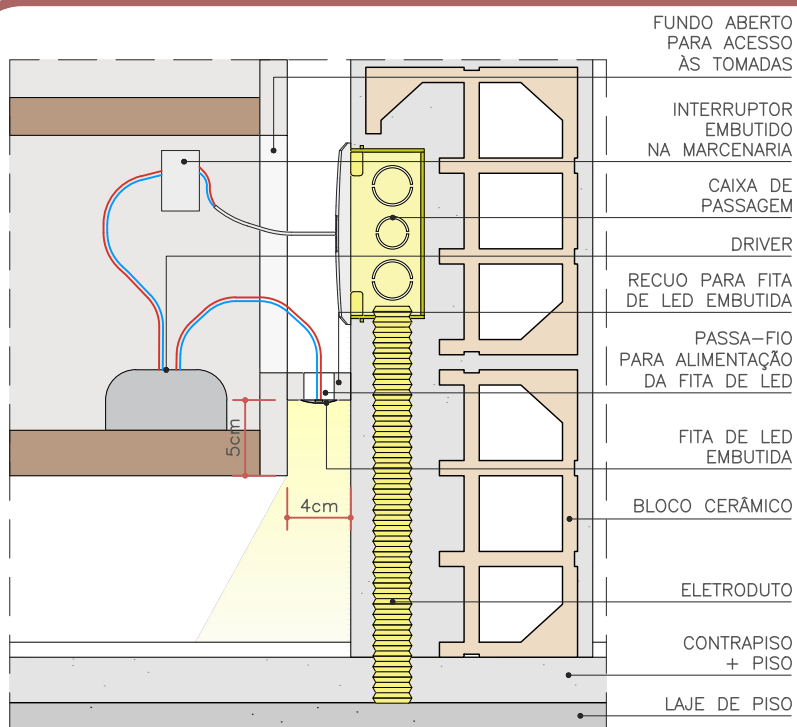 FUNDO ABERTO
PARA ACESSO
ÀS TOMADAS
INTERRUPTOR
EMBUTIDO
NA MARCENARIA
CAIXA DE
PASSAGEM
DRIVER
RECUO PARA FITA
DE LED EMBUTIDA
PASSA-FIO
PARA ALIMENTAÇÃO
DA FITA DE LED
5cm
FITA DE LED
EMBUTIDA
4cm
BLOCO CERÂMICO
ELETRODUTO
CONTRAPISO
+ PISO
LAJE DE PISO